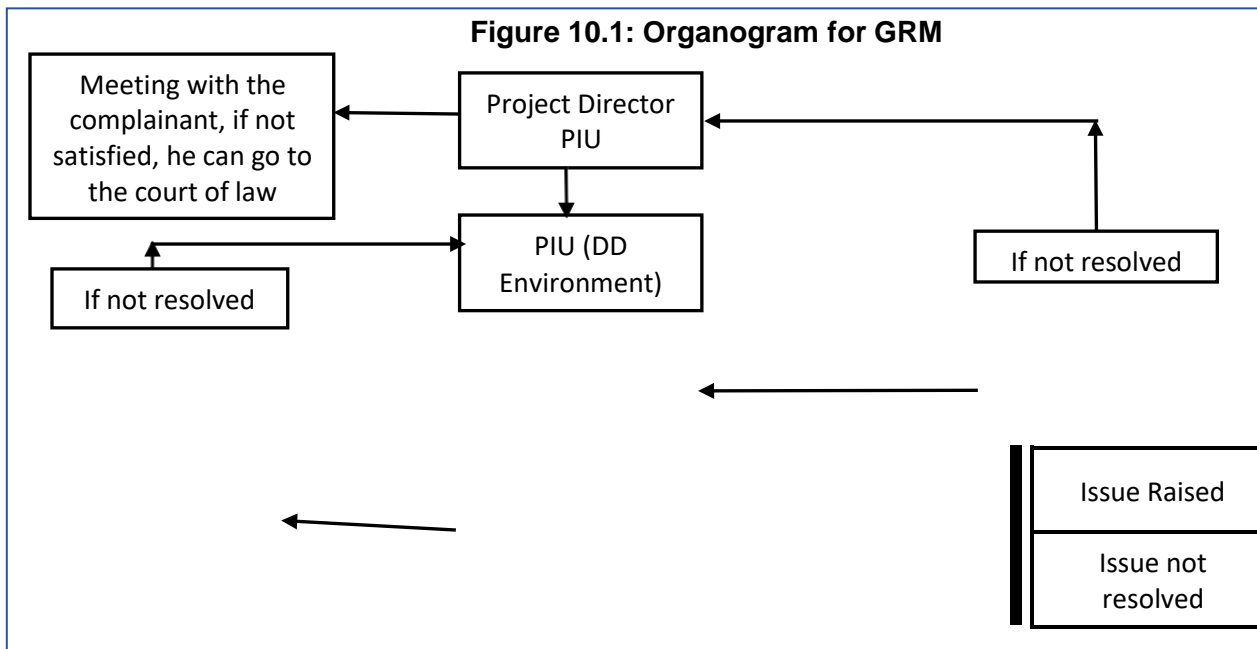 Figure 10.1: Organogram for GRM
Meeting with the
complainant, if not
satisfied, he can go to
the court of law
Project Director
PIU
PIU (DD
Environment)
If not resolved
If not resolved
Issue Raised
Issue not
resolved